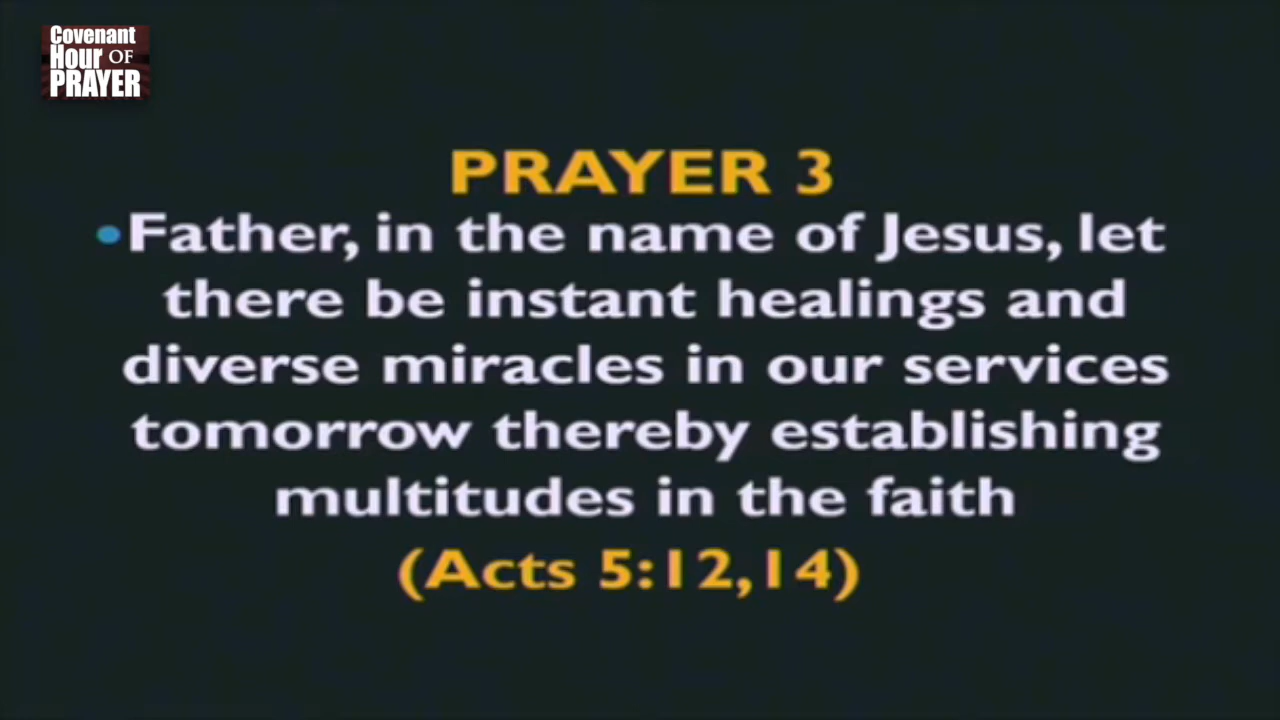 Covenant
Hour OF
PRAYER
PRAYER 3
•Father, in the name of Jesus, let
there be instant healings and
diverse miracles in our services
tomorrow thereby establishing
multitudes in the faith
(Acts 5:12,14)